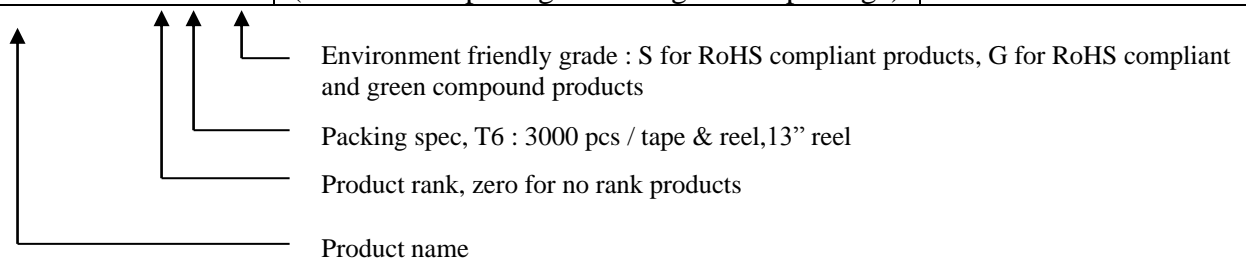 Environment friendly grade : S for RoHS compliant products, G for RoHS compliant
and green compound products
Packing spec, T6 : 3000 pcs / tape & reel,13” reel
Product rank, zero for no rank products
Product name